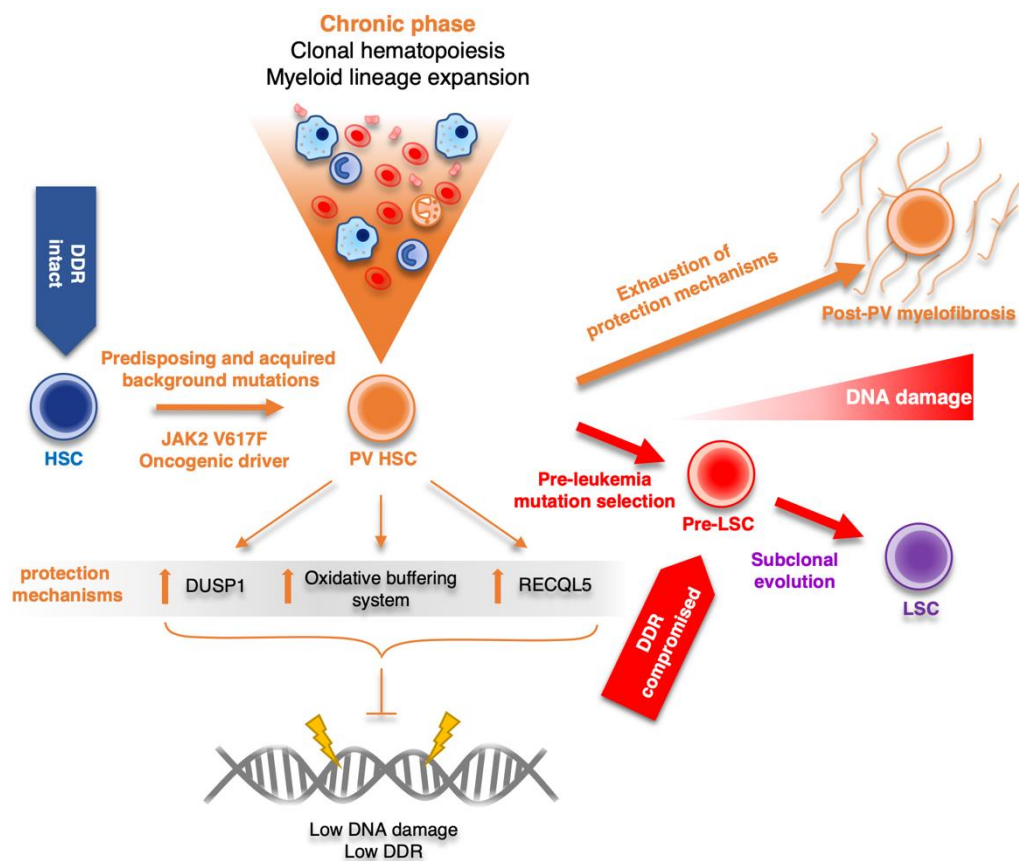 Chronic phase
Clonal hematopoiesis
Myeloid lineage expansion
DDR
intact
HSC
Predisposing and acquired
background mutations
JAK2 V617F
Oncogenic driver
PV HSC
Exhaustion of
protection mechanisms
Post-PV myelofibrosis
DNA damage
Pre-leukemia
mutation selection
Pre-LSC
Subclonal
evolution
LSC
DDR
compromised
protection
mechanisms
DUSP1
Oxidative buffering
system
RECQL5
Low DNA damage
Low DDR